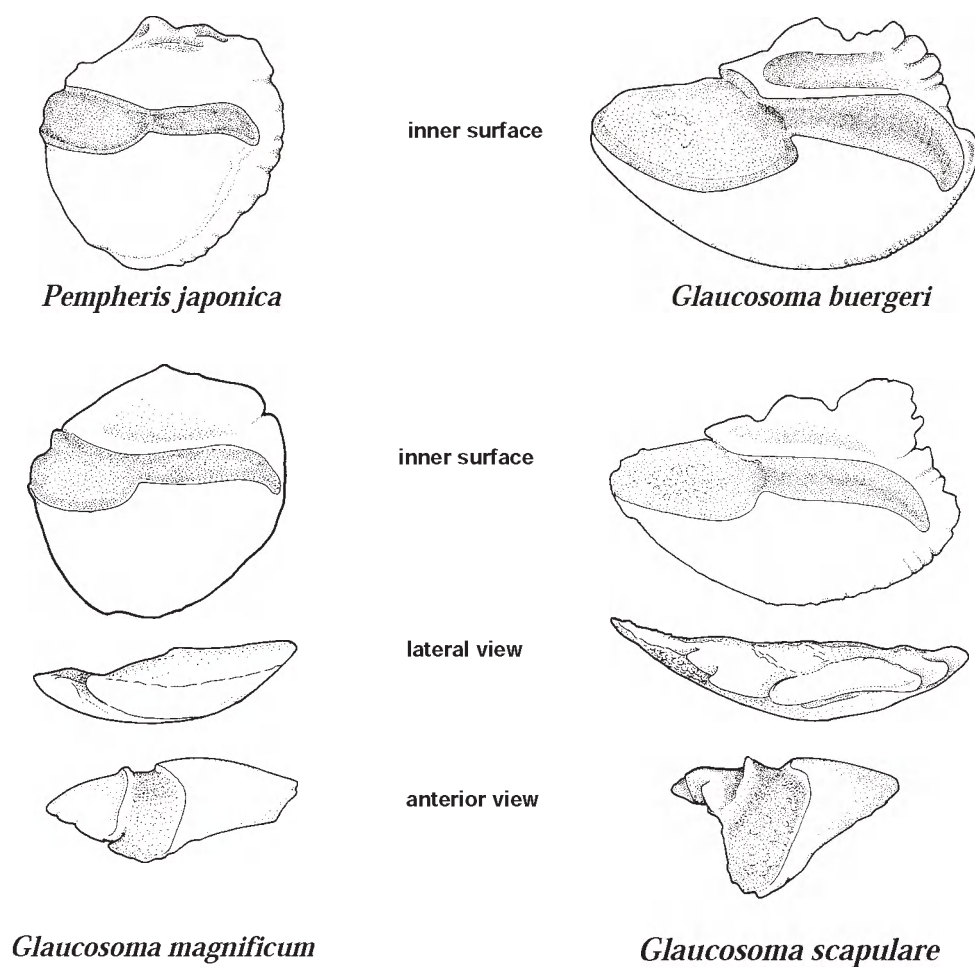 inner surface
Pempheris japonica
Glaucosoma buergeri
inner surface
lateral view
anterior view
Glaucosoma magnificum
Glaucosoma scapulare